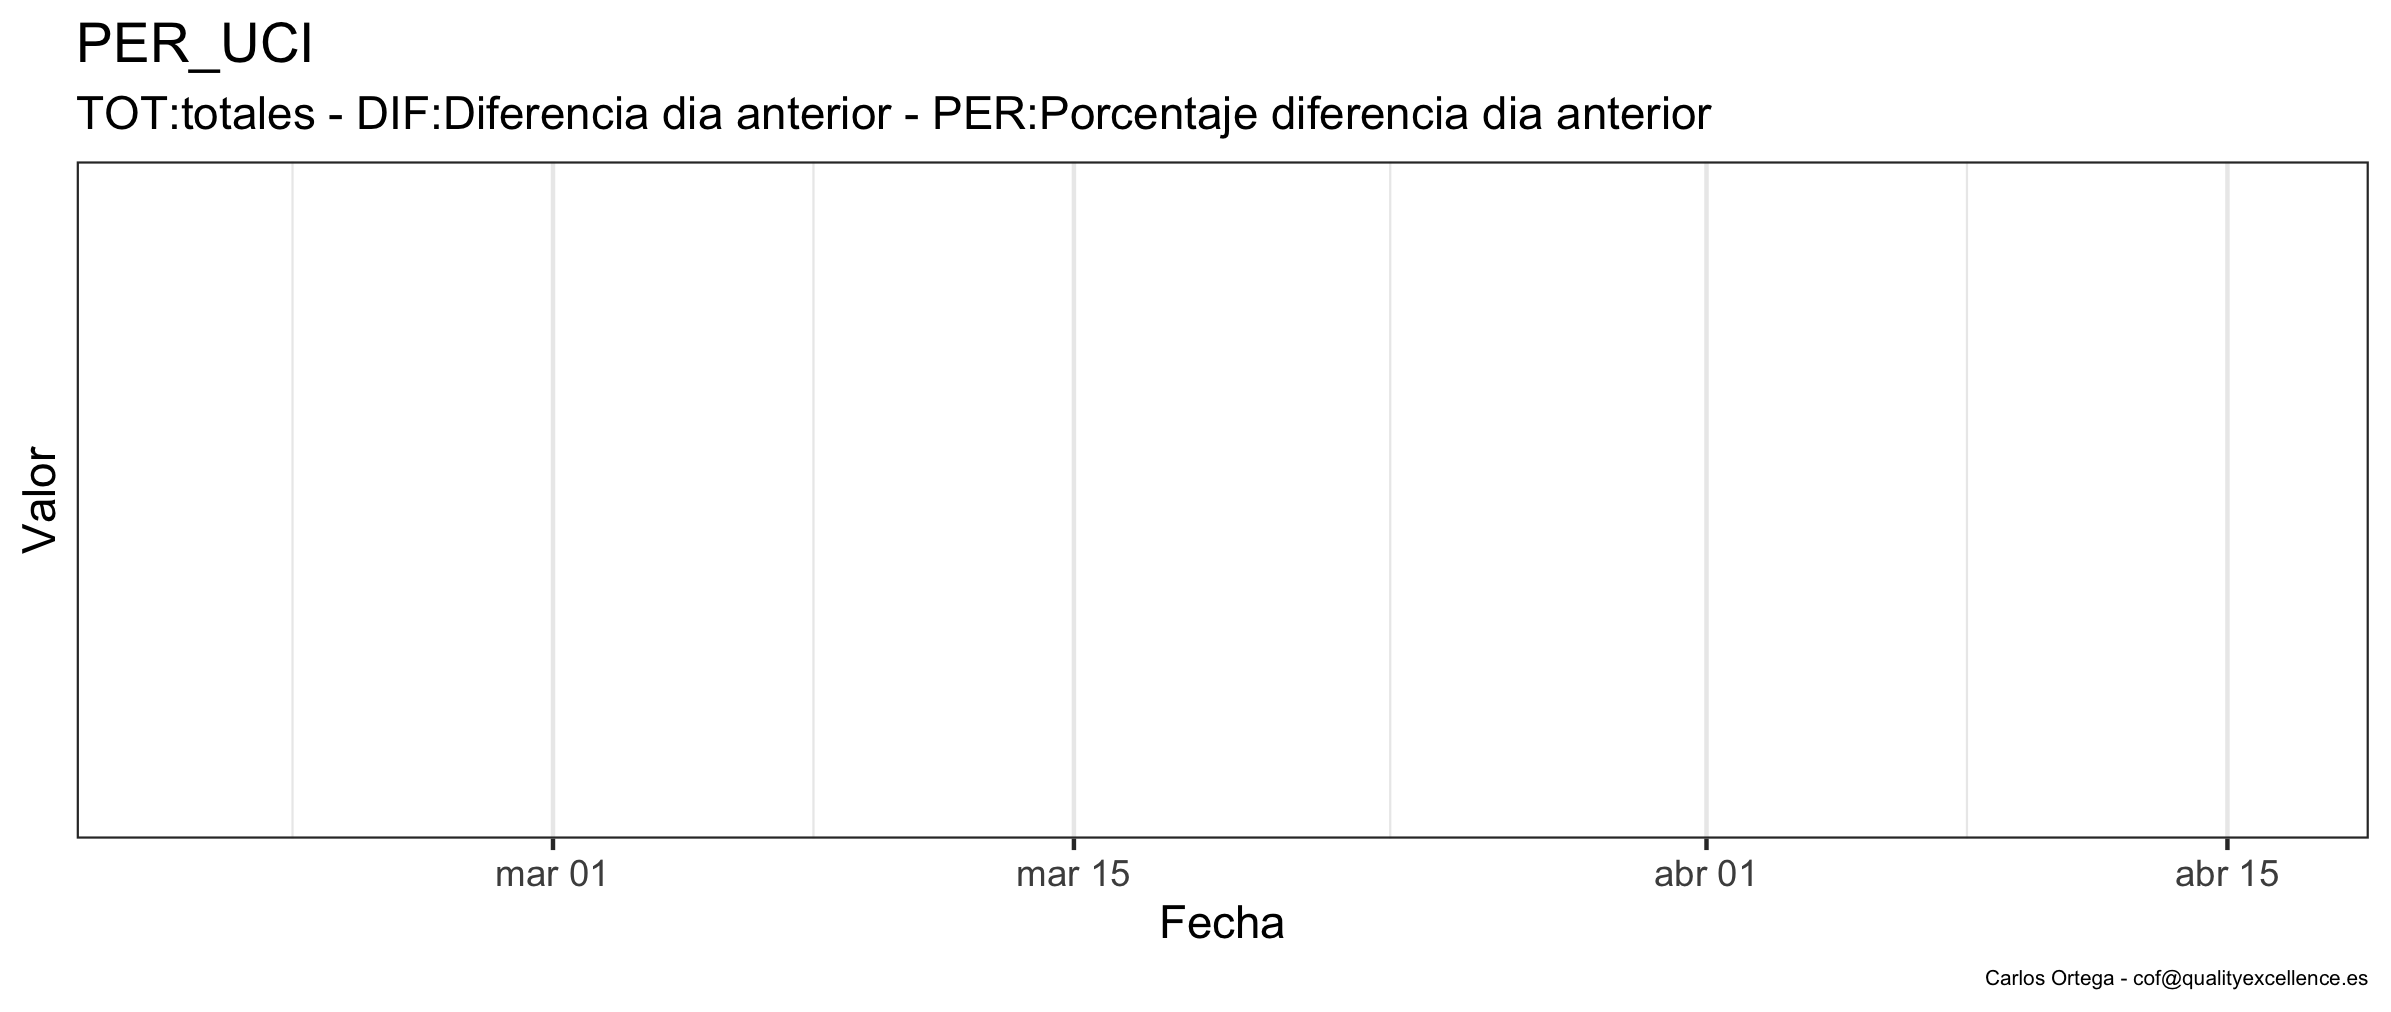 PER_UCI
TOT:totales - DIF:Diferencia dia anterior - PER:Porcentaje diferencia dia anterior
Valor
mar 01
mar 15
abr 01
abr 15
Fecha
Carlos Ortega - cof@qualityexcellence.es